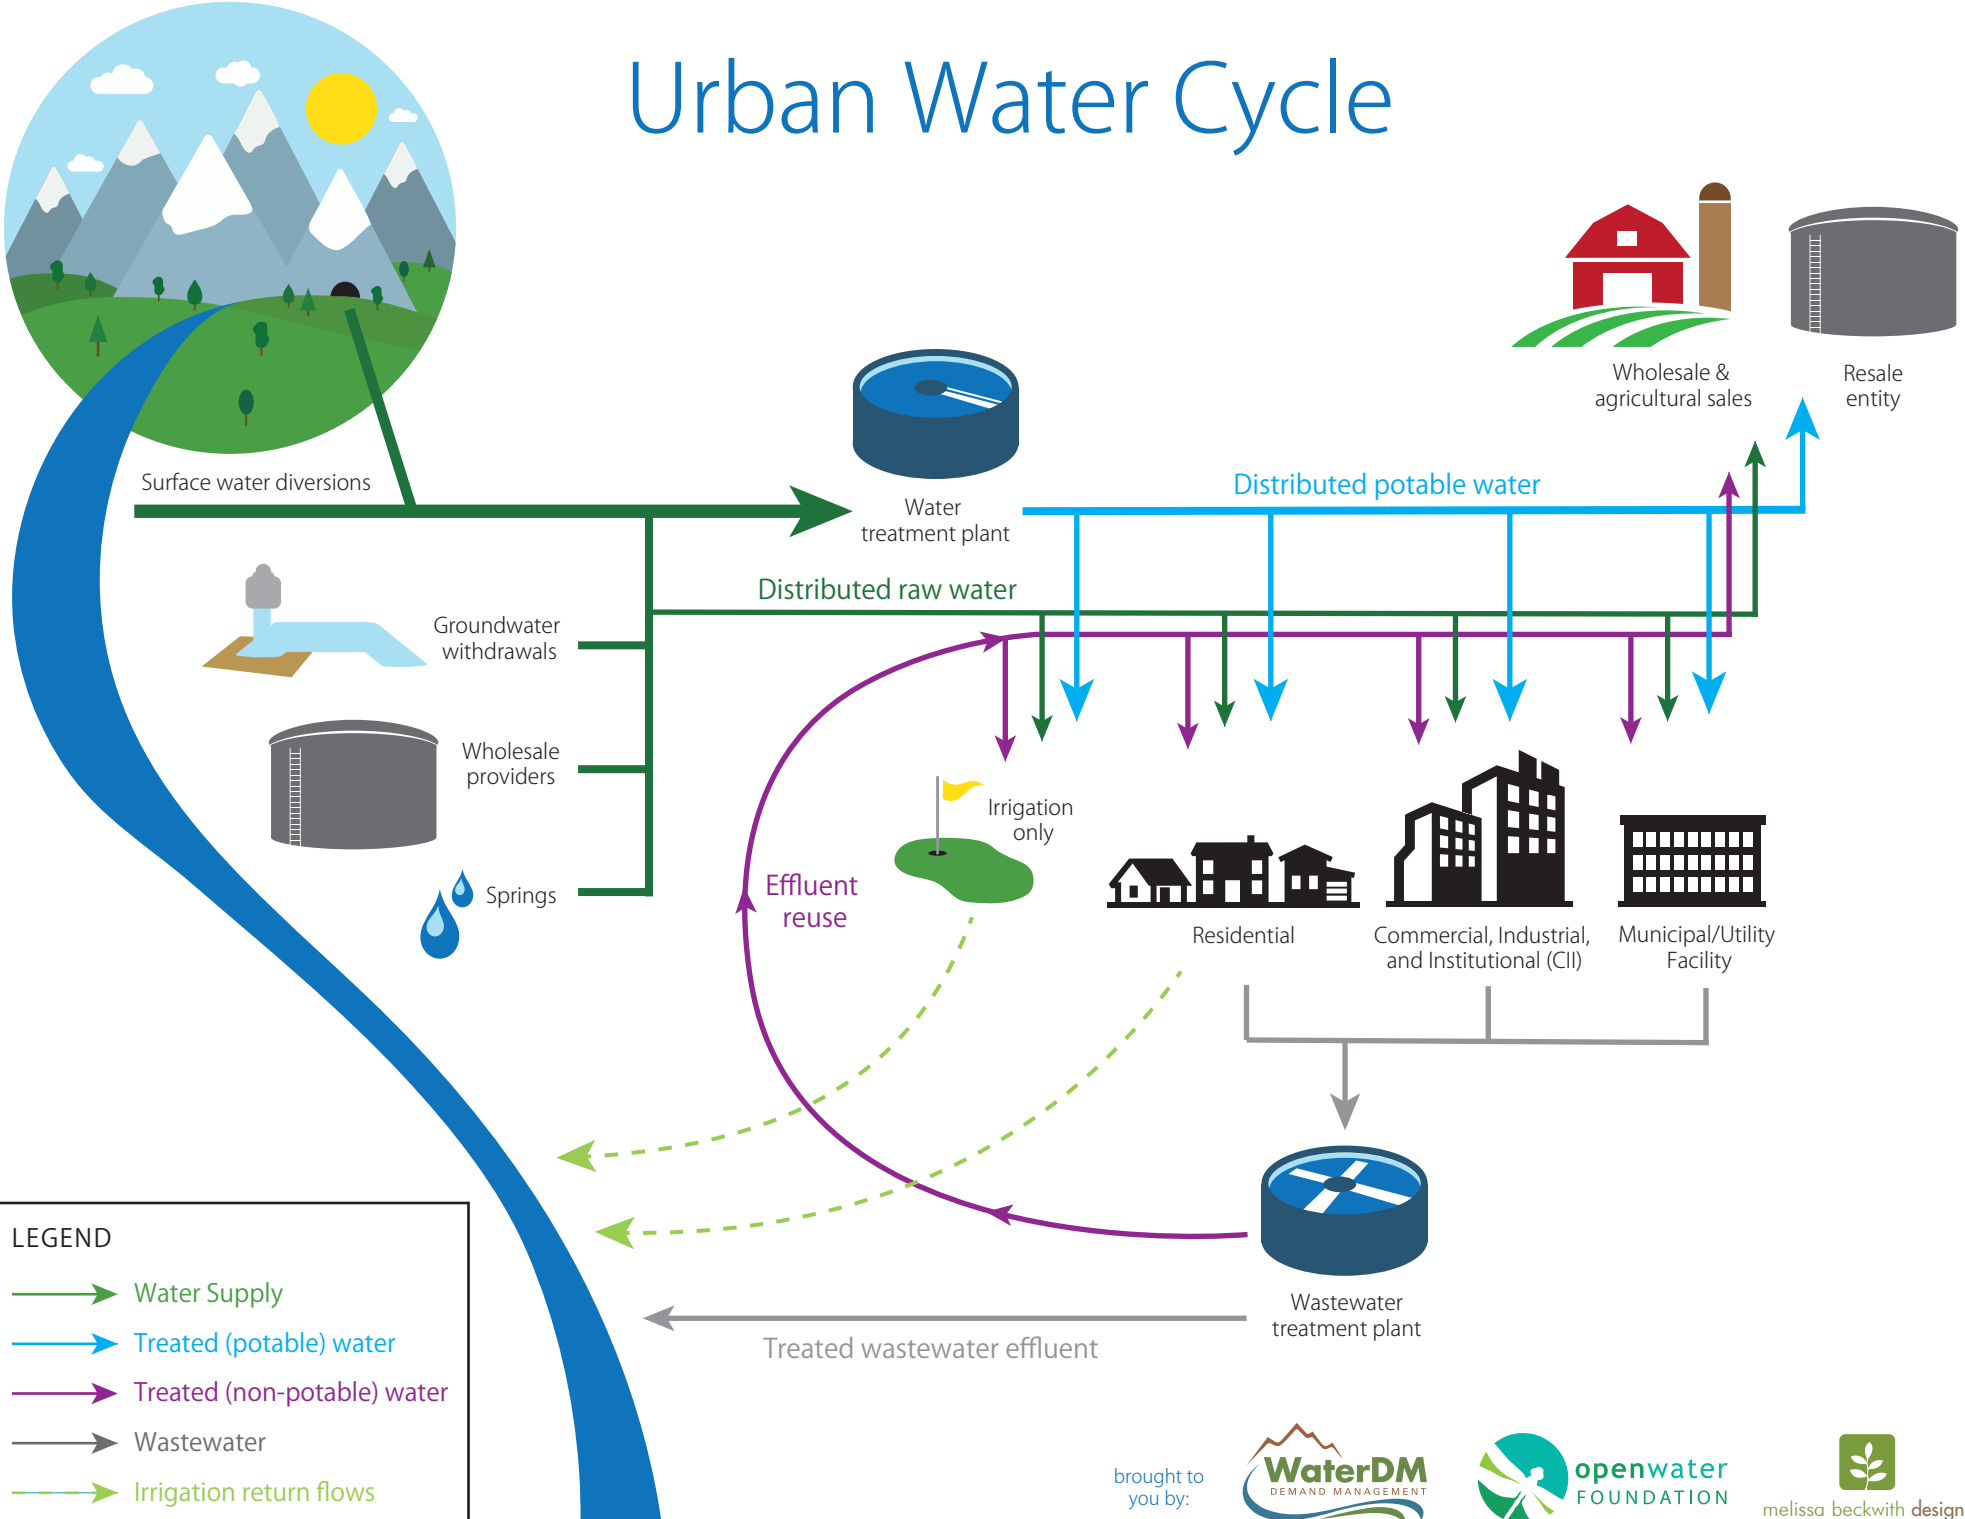 Urban Water Cycle
Wholesale &
agricultural sales
Resale
entity
Surface water diversions
Water
treatment plant
Distributed potable water
Distributed raw water
Groundwater
withdrawals
Wholesale
providers
Springs
Irrigation
only
Effluent
reuse
Residential
Commercial, Industrial,
and Institutional (CII)
Municipal/Utility
Facility
Wastewater
treatment plant
Treated wastewater effluent
LEGEND
Water Supply
Treated (potable) water
Treated (non-potable) water
Wastewater
Irrigation return flows
brought to
you by:
WaterDM
DEMAND MANAGEMENT
openwater
FOUNDATION
melissa beckwith design